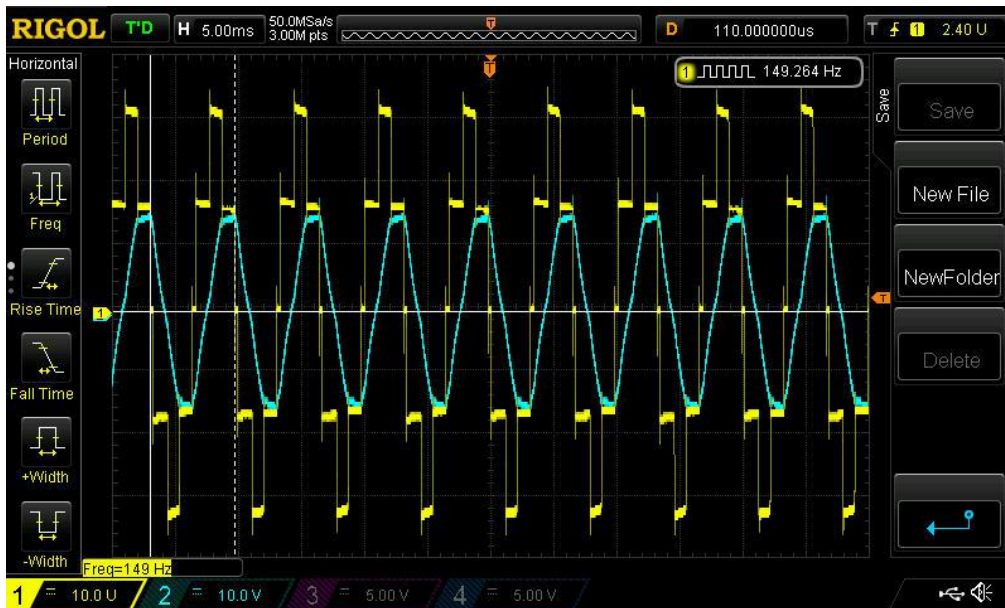 RIGOL T'D H 5.00ms 50.0MSa/s 3.00M pts D 110.000000us T 1 2.40 U
Horizontal
1 149.264 Hz
T
Save
Save
Period
New File
Freq
NewFolder
Rise Time
1
T
Delete
Fall Time
+Width
-Width
Freq=149 Hz
1 = 10.0 U 2 = 10.0 V 3 = 5.00 V 4 = 5.00 V